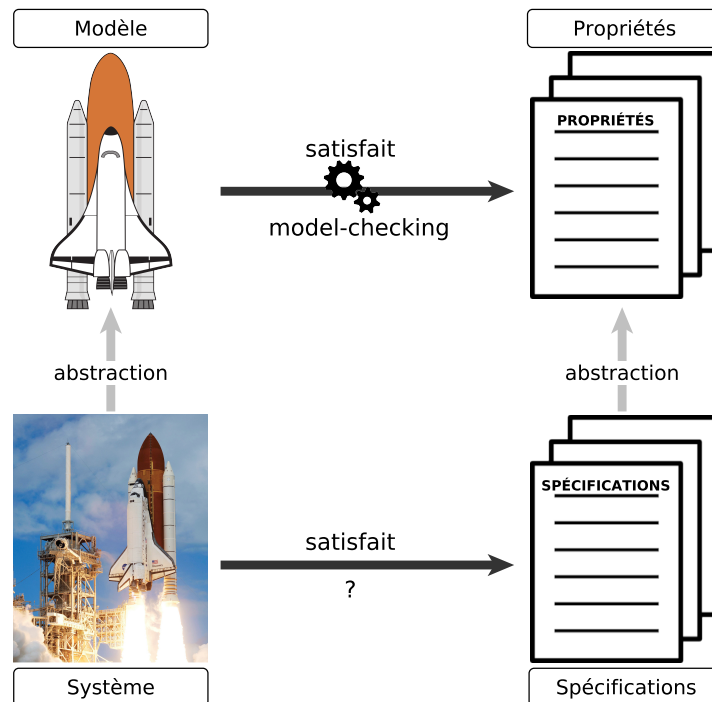 Modèle
Propriétés
PROPRIÉTÉS
satisfait
model-checking
abstraction
abstraction
SPÉCIFICATIONS
satisfait
?
Système
Spécifications